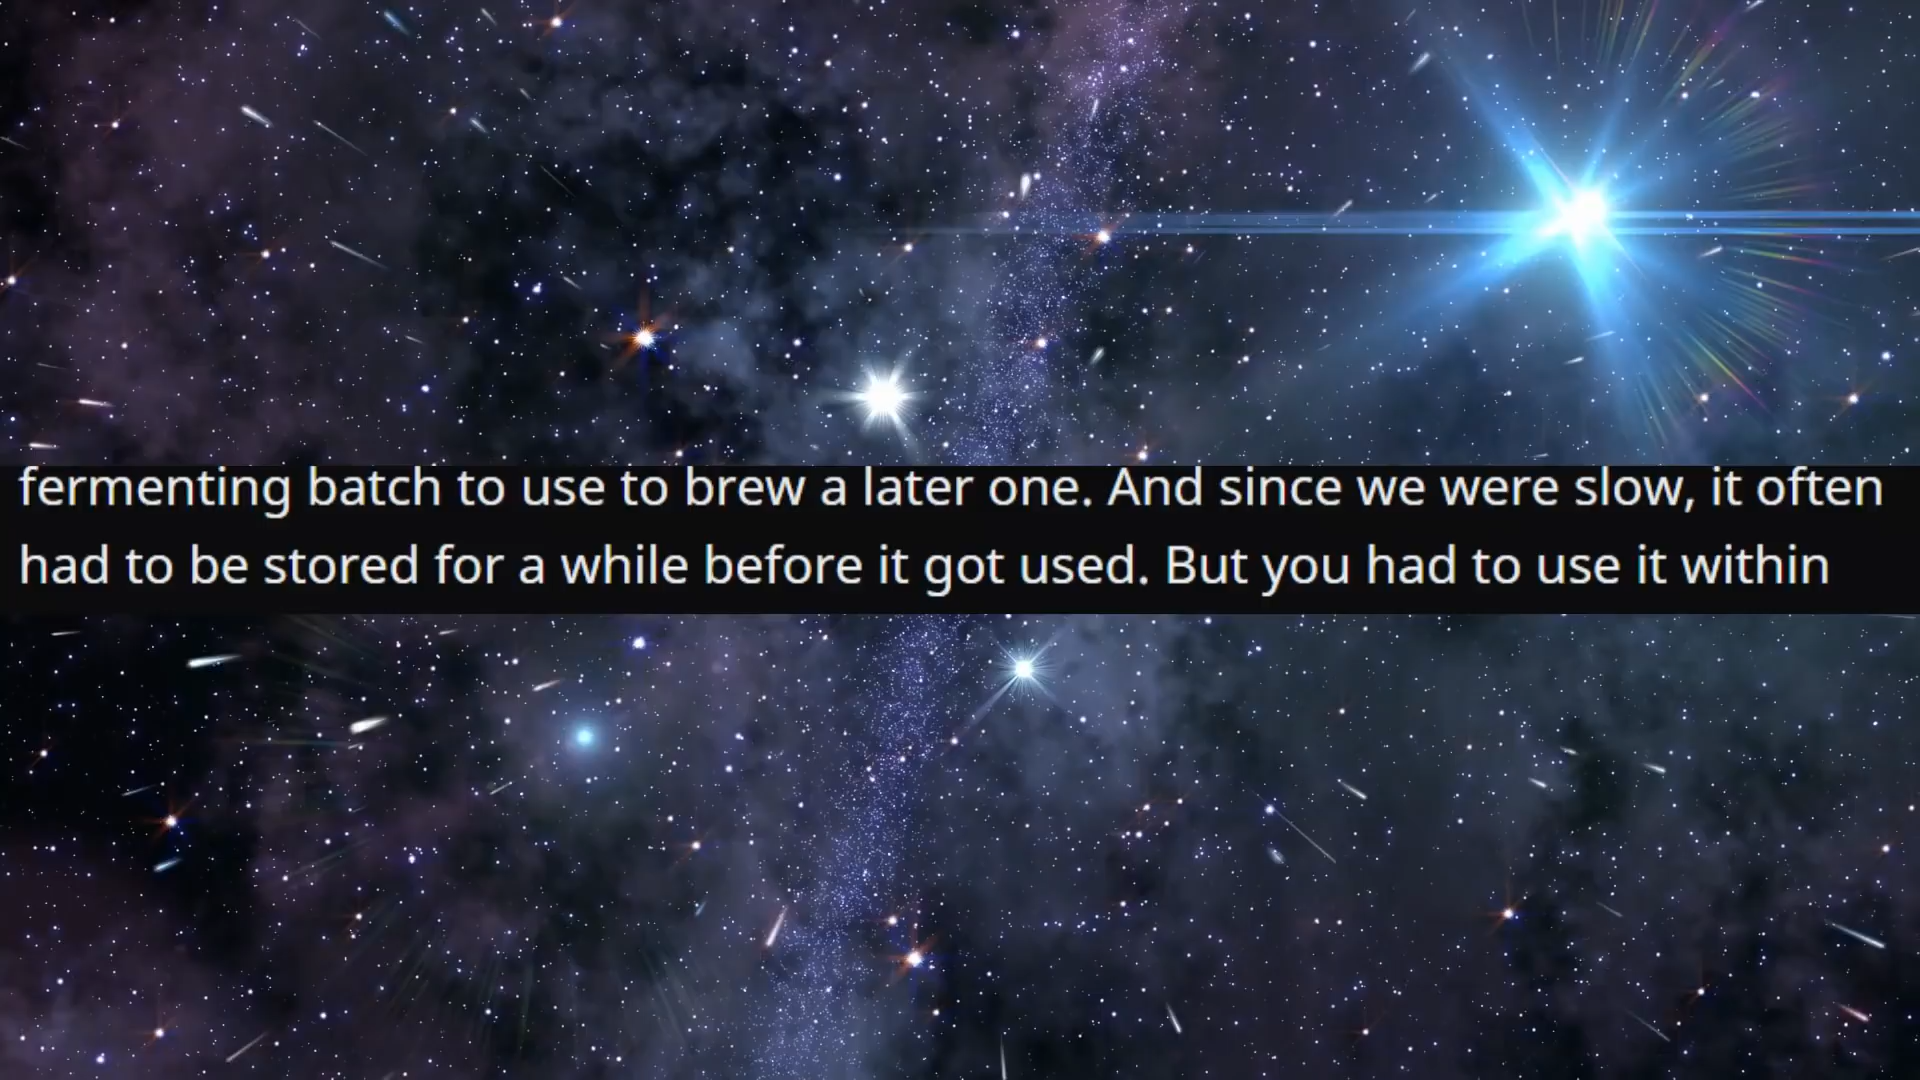 fermenting batch to use to brew a later one. And since we were slow, it often
had to be stored for a while before it got used. But you had to use it within